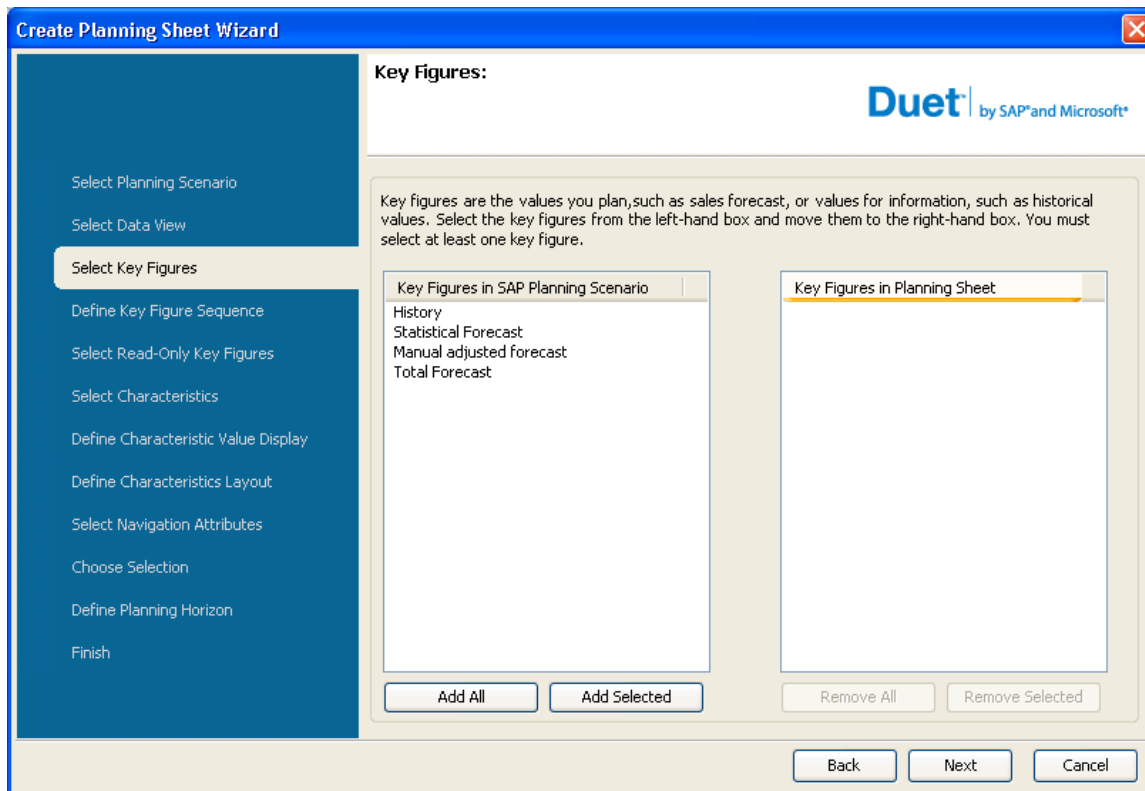 Create Planning Sheet Wizard
Key Figures:
Duet™ by SAP® and Microsoft®
Select Planning Scenario
Select Data View
Select Key Figures
Define Key Figure Sequence
Select Read-Only Key Figures
Select Characteristics
Define Characteristic Value Display
Define Characteristics Layout
Select Navigation Attributes
Choose Selection
Define Planning Horizon
Finish
Key figures are the values you plan,such as sales forecast, or values for information, such as historical
values. Select the key figures from the left-hand box and move them to the right-hand box. You must
select at least one key figure.
Key Figures in SAP Planning Scenario
History
Statistical Forecast
Manual adjusted forecast
Total Forecast
Key Figures in Planning Sheet
Add All
Add Selected
Remove All
Remove Selected
Back
Next
Cancel